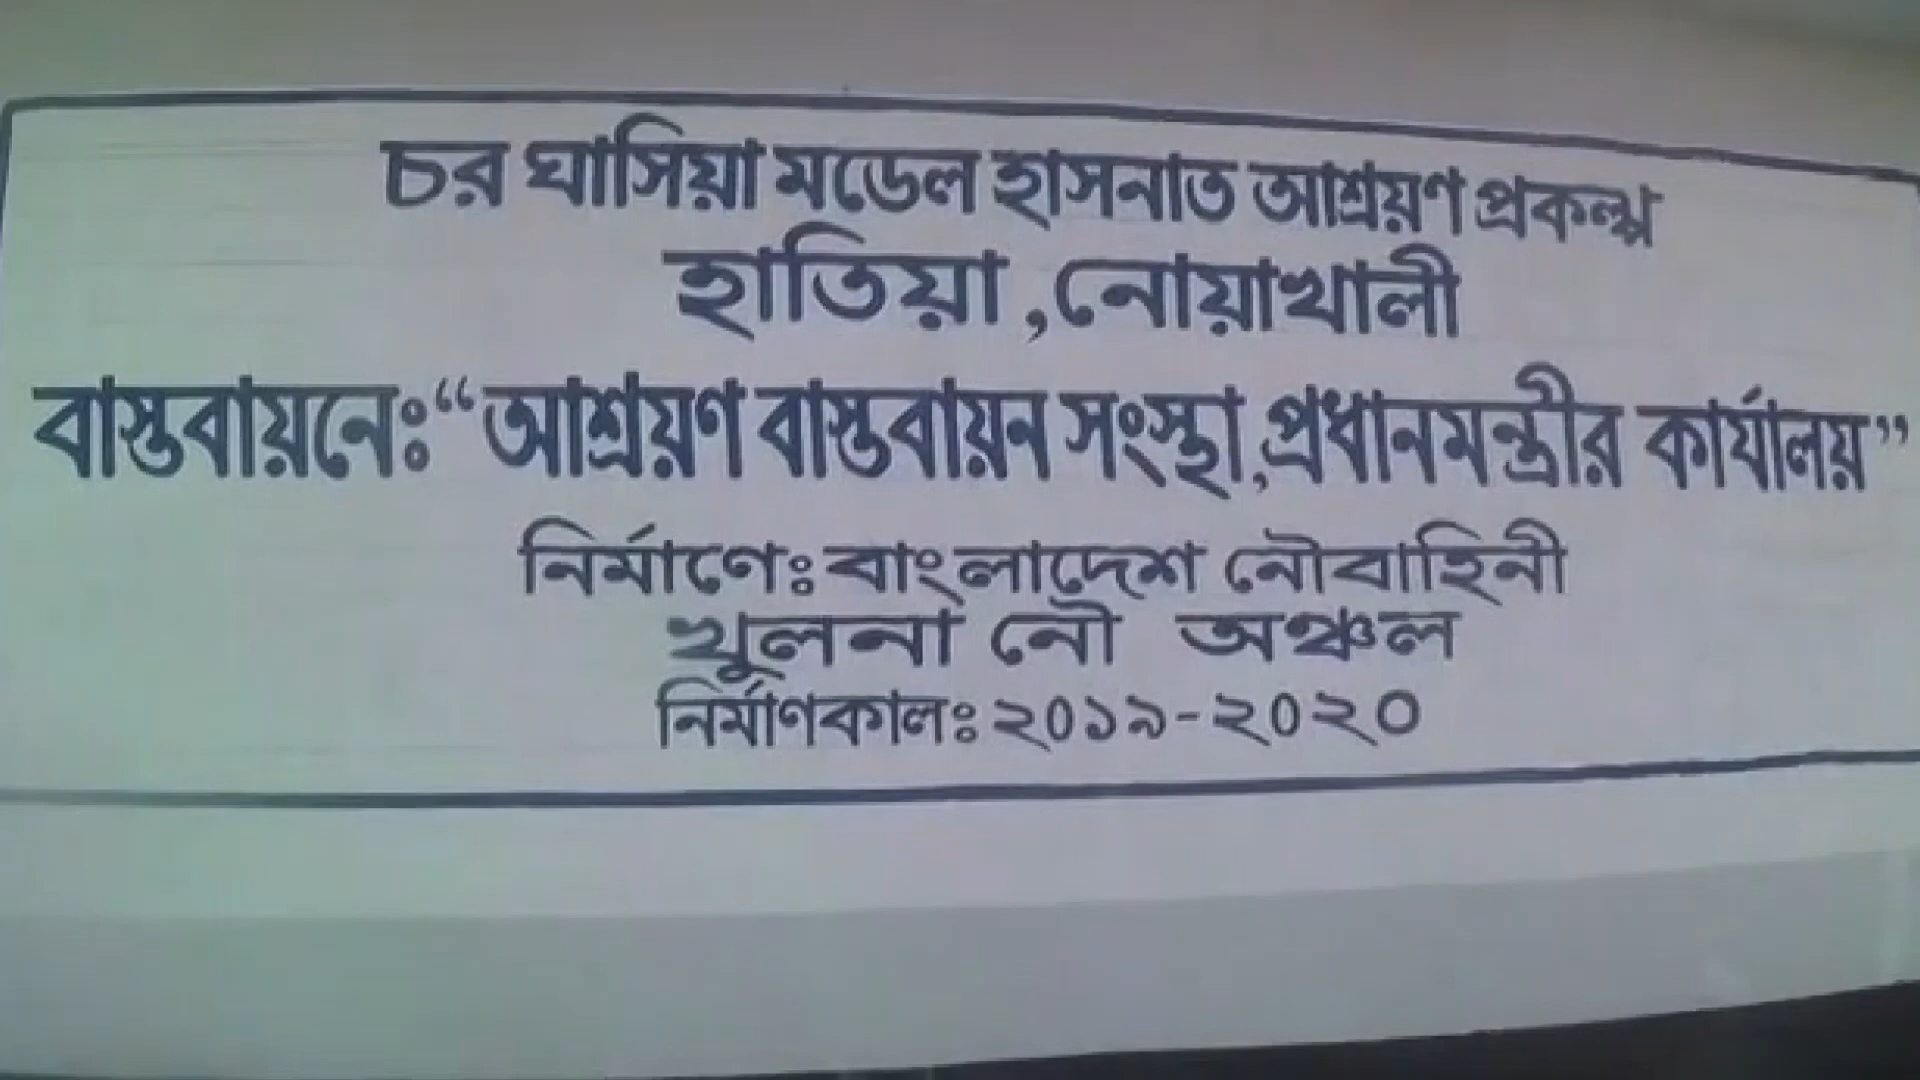 চর ঘাসিয়া মডেল হাসনাত আশ্রয়ণ প্রকল্প
হাতিয়া,নোয়াখালী
বাস্তবায়নেঃ“আশ্রয়ণ বাস্তবায়ন সংস্থা,প্রধানমন্ত্রীর কার্যালয়”
নির্মাণেঃ বাংলাদেশ নৌবাহিনী
খুলনা নৌ অঞ্চল
নির্মাণকালঃ ২০১৯-২০২০